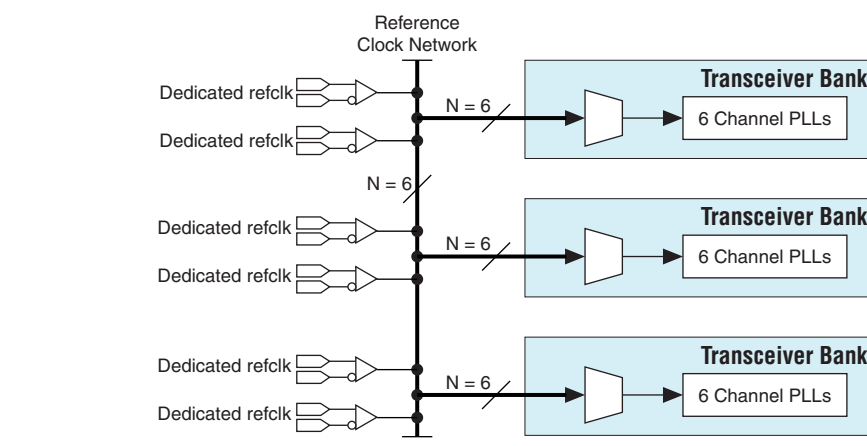 Reference
Clock Network
Transceiver Bank
Dedicated refclk
N = 6
6 Channel PLLs
Dedicated refclk
N = 6
Transceiver Bank
Dedicated refclk
N = 6
6 Channel PLLs
Dedicated refclk
Transceiver Bank
Dedicated refclk
N = 6
6 Channel PLLs
Dedicated refclk